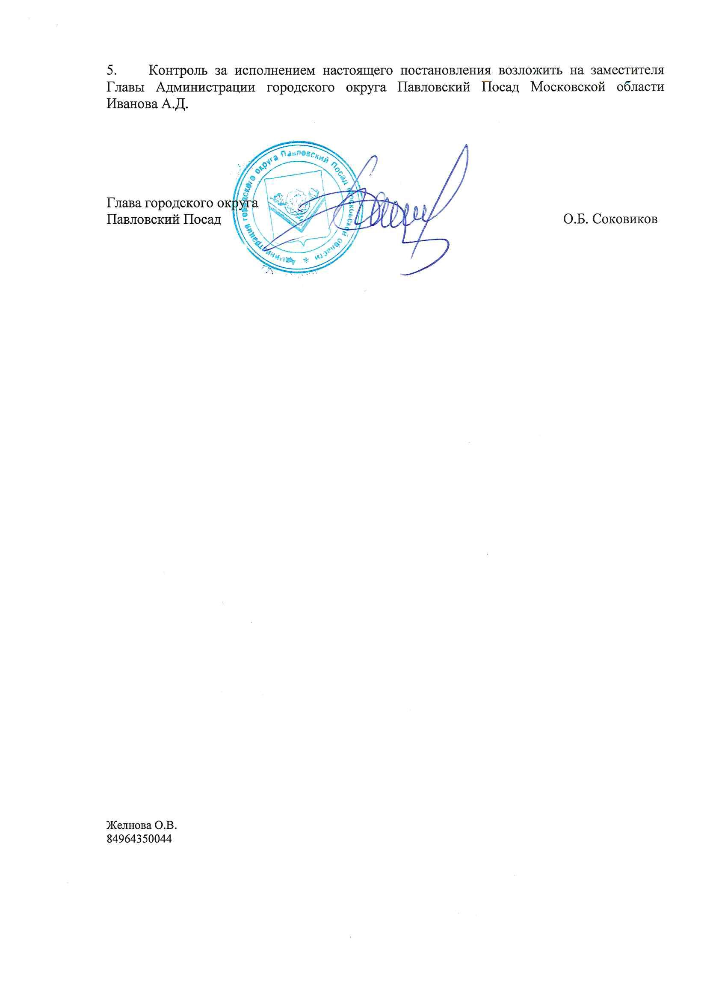 5. Контроль за исполнением настоящего постановления возложить на заместителя
Главы Администрации городского округа Павловский Посад Московской области
Иванова А.Д.
Администрация городского округа Павловский Посад Московской области *
Глава городского округа
Павловский Посад
О.Б. Соковиков
Желнова О.В.
84964350044